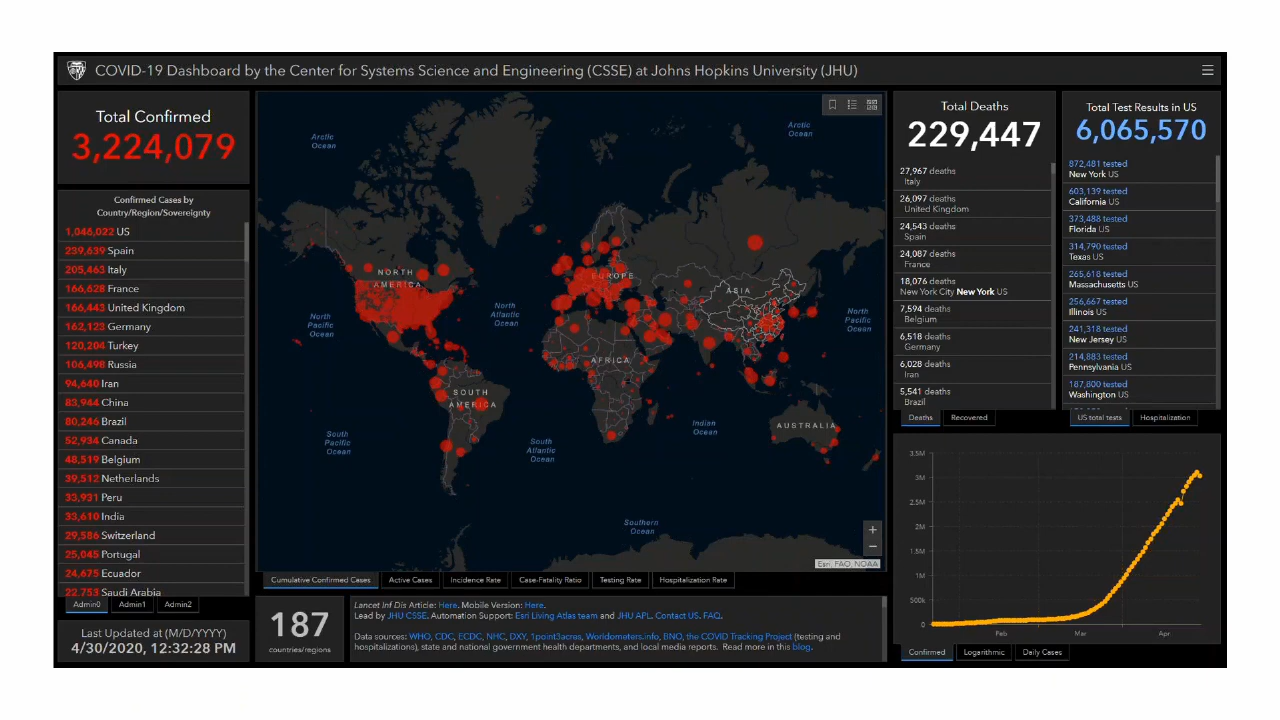 COVID-19 Dashboard by the Center for Systems Science and Engineering (CSSE) at Johns Hopkins University (JHU)
Total Confirmed
3,224,079
Confirmed Cases by
Country/Region/Sovereignty
1,046,022 US
239,639 Spain
205,463 Italy
166,628 France
166,443 United Kingdom
162,123 Germany
120,204 Turkey
106,498 Russia
94,640 Iran
83,944 China
80,246 Brazil
52,934 Canada
48,519 Belgium
39,512 Netherlands
33,931 Peru
33,610 India
29,586 Switzerland
25,045 Portugal
24,675 Ecuador
22,753 Saudi Arabia
Admin0 Admin1 Admin2
Last Updated at (M/D/YYYY)
4/30/2020, 12:32:28 PM
Arctic
Ocean
Arctic
Ocean
NORTH
AMERICA
EUROPE
ASIA
North
Pacific
Ocean
North
Atlantic
Ocean
North
Pacific
Ocean
AFRICA
SOUTH
AMERICA
Indian
Ocean
AUSTRALIA
South
Pacific
Ocean
South
Atlantic
Ocean
Southern
Ocean
+
−
Esri, FAO, NOAA
Cumulative Confirmed Cases Active Cases Incidence Rate Case-Fatality Ratio Testing Rate Hospitalization Rate
187
countries/regions
Lancet Inf Dis Article: Here. Mobile Version: Here.
Lead by JHU CSSE. Automation Support: Esri Living Atlas team and JHU APL. Contact US. FAQ.
Data sources: WHO, CDC, ECDC, NHC, DXY, 1point3acres, Worldometers.info, BNO, the COVID Tracking Project (testing and
hospitalizations), state and national government health departments, and local media reports. Read more in this blog.
Total Deaths
229,447
27,967 deaths
Italy
26,097 deaths
United Kingdom
24,543 deaths
Spain
24,087 deaths
France
18,076 deaths
New York City New York US
7,594 deaths
Belgium
6,518 deaths
Germany
6,028 deaths
Iran
5,541 deaths
Brazil
Deaths Recovered
Total Test Results in US
6,065,570
872,481 tested
New York US
603,139 tested
California US
373,488 tested
Florida US
314,790 tested
Texas US
265,618 tested
Massachusetts US
256,667 tested
Illinois US
241,318 tested
New Jersey US
214,883 tested
Pennsylvania US
187,800 tested
Washington US
US total tests Hospitalization
3.5M
3M
2.5M
2M
1.5M
1M
500k
0
Feb Mar Apr
Confirmed Logarithmic Daily Cases